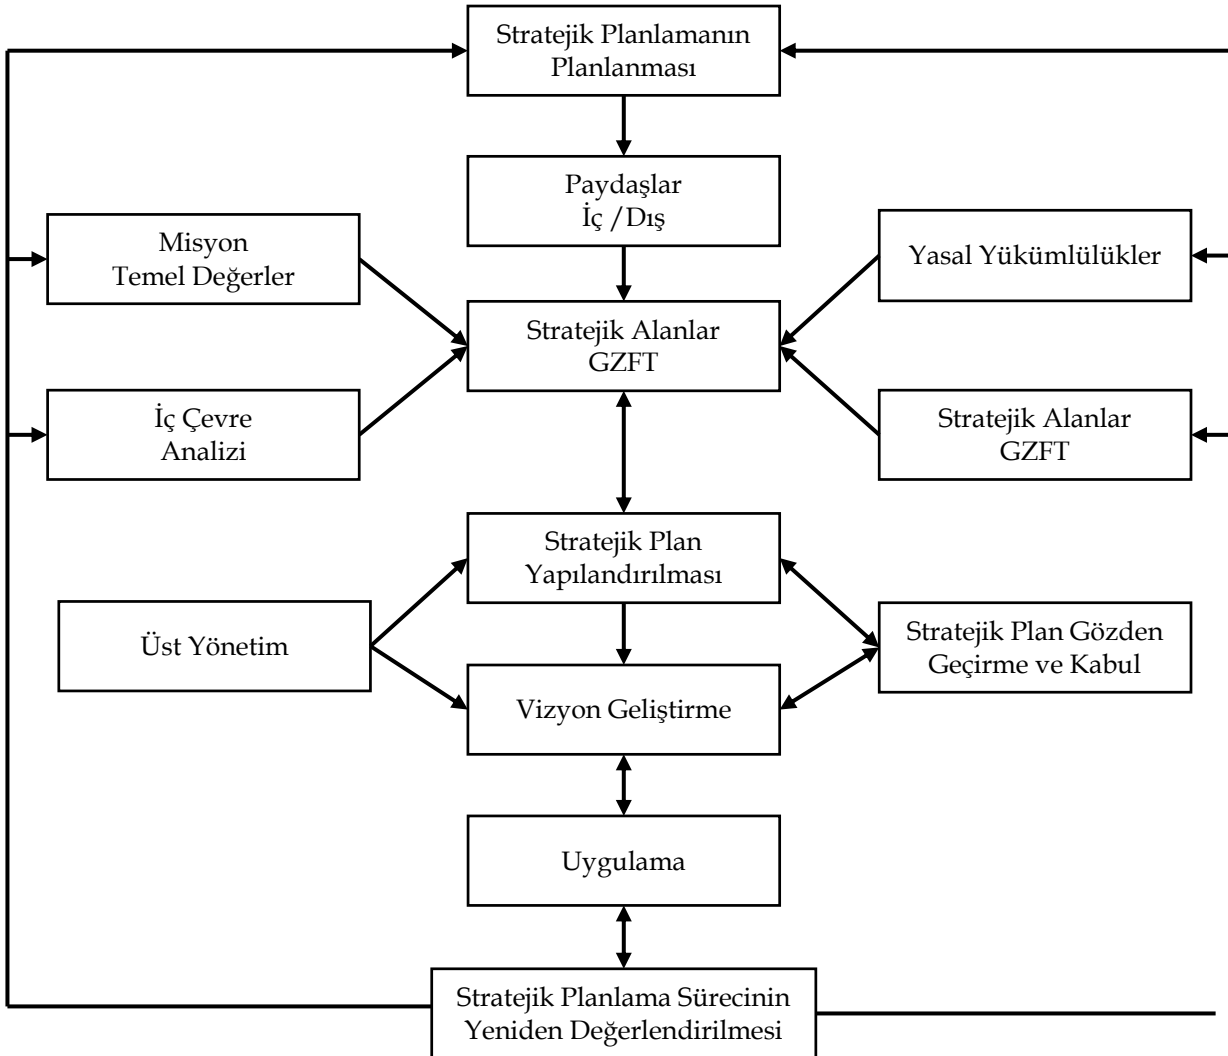 Stratejik Planlamanın
Planlanması
Paydaşlar
İç /Dış
Misyon
Temel Değerler
Yasal Yükümlülükler
Stratejik Alanlar
GZFT
İç Çevre
Analizi
Stratejik Alanlar
GZFT
Stratejik Plan
Yapılandırılması
Üst Yönetim
Stratejik Plan Gözden
Geçirme ve Kabul
Vizyon Geliştirme
Uygulama
Stratejik Planlama Sürecinin
Yeniden Değerlendirilmesi